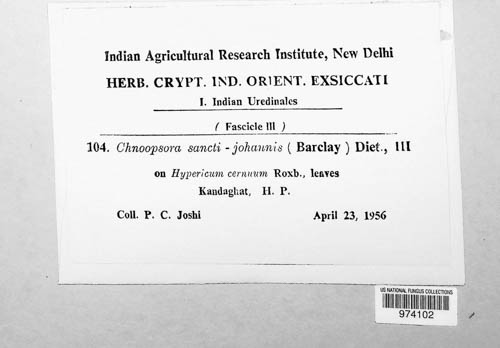 Indian Agricultural Research Institute, New Delhi
HERB. CRYPT. IND. ORIENT. EXSICCATI
I. Indian Uredinales
( Fascicle III )
104. Chnoopsora sancti - johannis ( Barclay ) Diet., III
on Hypericum cernuum Roxb., leaves
Kandaghat, H. P.
Coll. P. C. Joshi April 23, 1956
US NATIONAL FUNGUS COLLECTIONS
974102